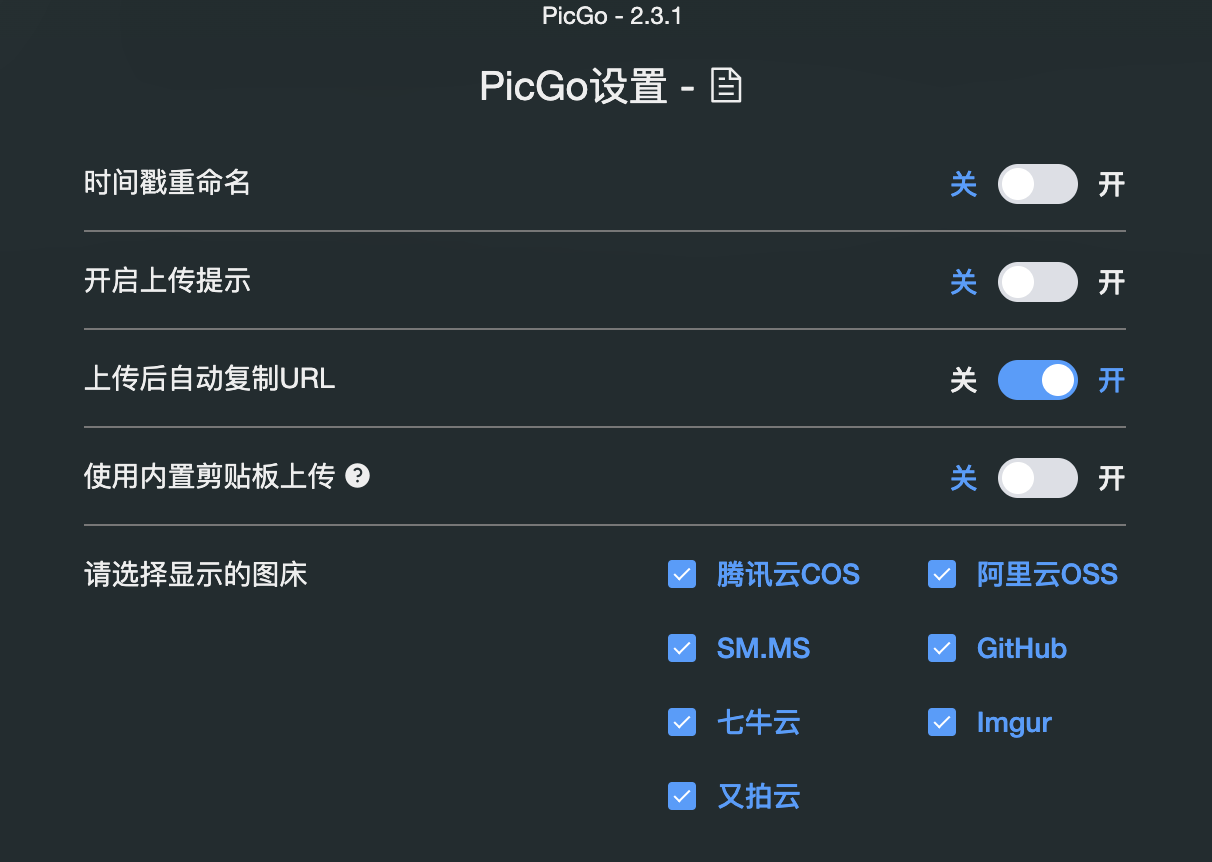 PicGo - 2.3.1
PicGo设置 -
时间戳重命名 关 开
开启上传提示 关 开
上传后自动复制URL 关 开
使用内置剪贴板上传 ? 关 开
请选择显示的图床 腾讯云COS 阿里云OSS
SM.MS GitHub
七牛云 Imgur
又拍云